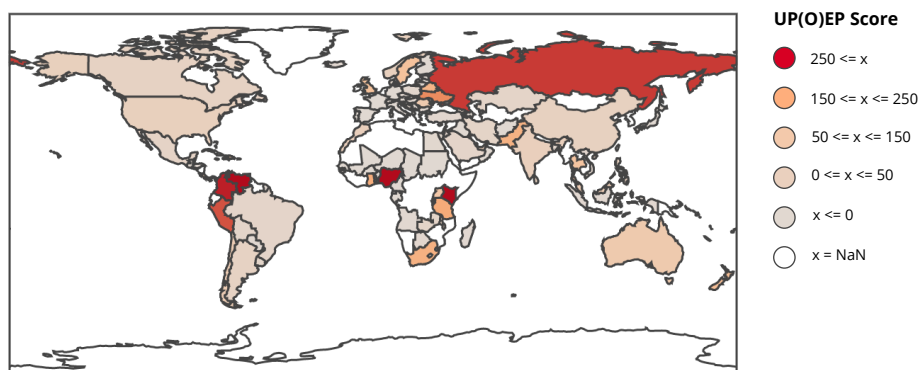 UP(O)EP Score
250 <= x
150 <= x <= 250
50 <= x <= 150
0 <= x <= 50
x <= 0
x = NaN